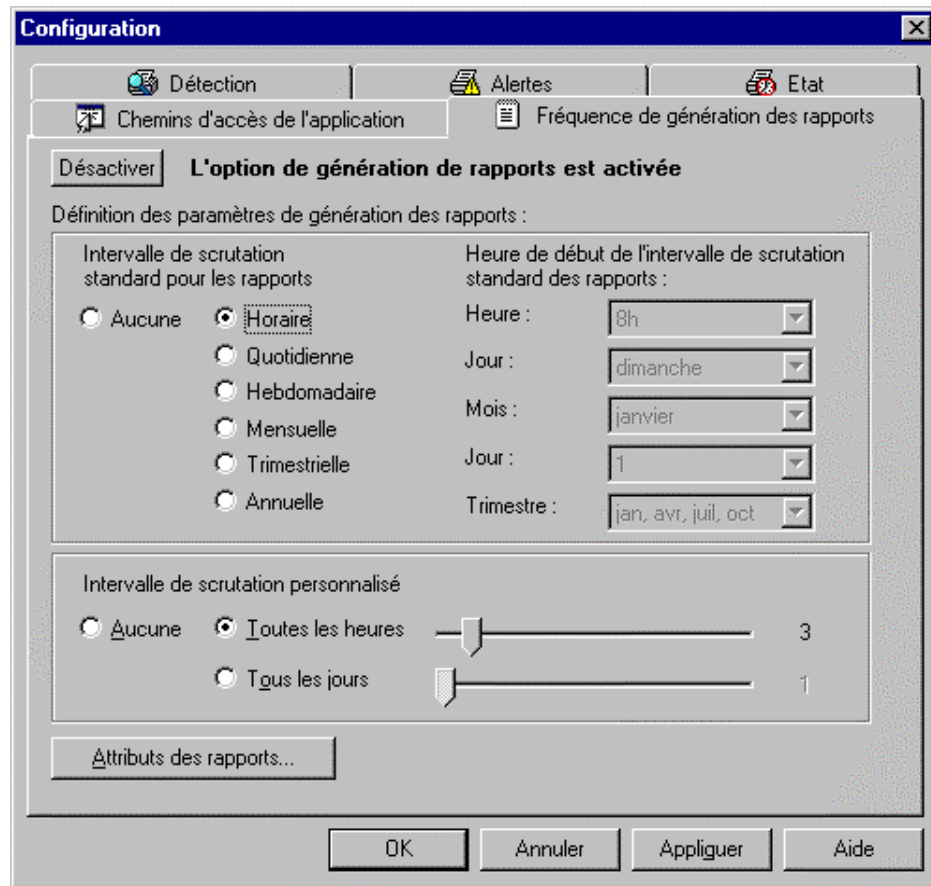 Configuration
Détection
Alertes
Etat
Chemins d'accès de l'application
Fréquence de génération des rapports
Désactiver
L'option de génération de rapports est activée
Définition des paramètres de génération des rapports :
Intervalle de scrutation
standard pour les rapports
Aucune
Horaire
Quotidienne
Hebdomadaire
Mensuelle
Trimestrielle
Annuelle
Heure de début de l'intervalle de scrutation
standard des rapports :
Heure : 8h
Jour : dimanche
Mois : janvier
Jour : 1
Trimestre : jan, avr, juil, oct
Intervalle de scrutation personnalisé
Aucune
Toutes les heures 3
Tous les jours 1
Attributs des rapports...
OK
Annuler
Appliguer
Aide